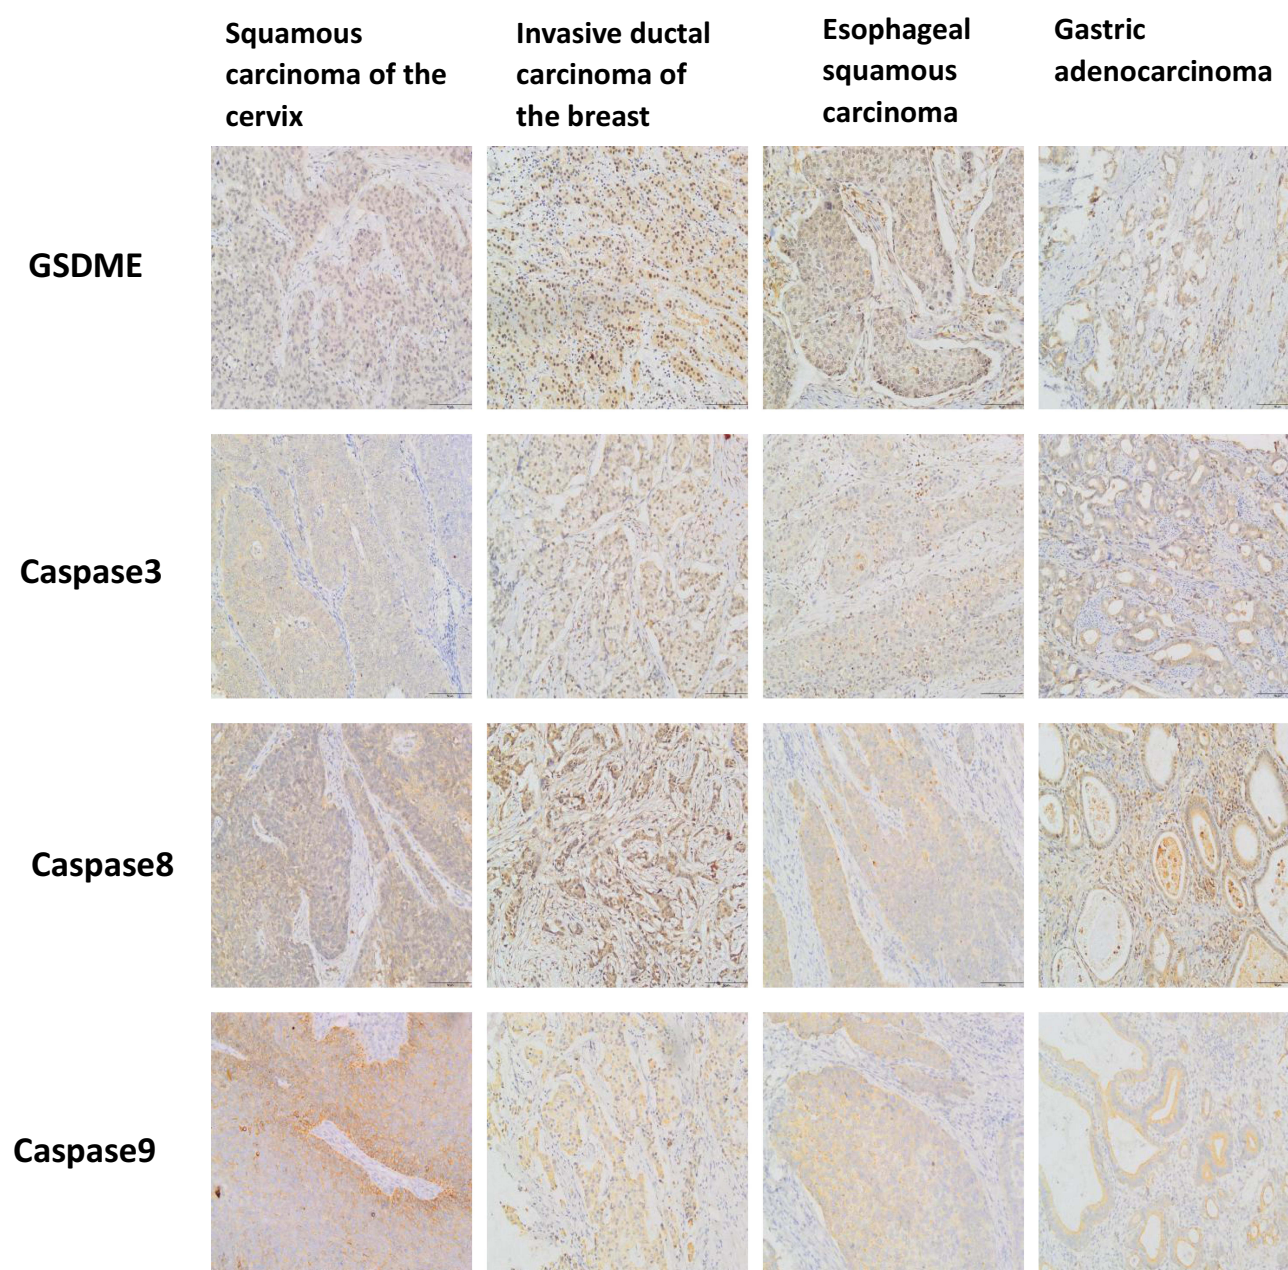 Squamous
carcinoma of the
cervix
Invasive ductal
carcinoma of
the breast
Esophageal
squamous
carcinoma
Gastric
adenocarcinoma
GSDME
Caspase3
Caspase8
Caspase9